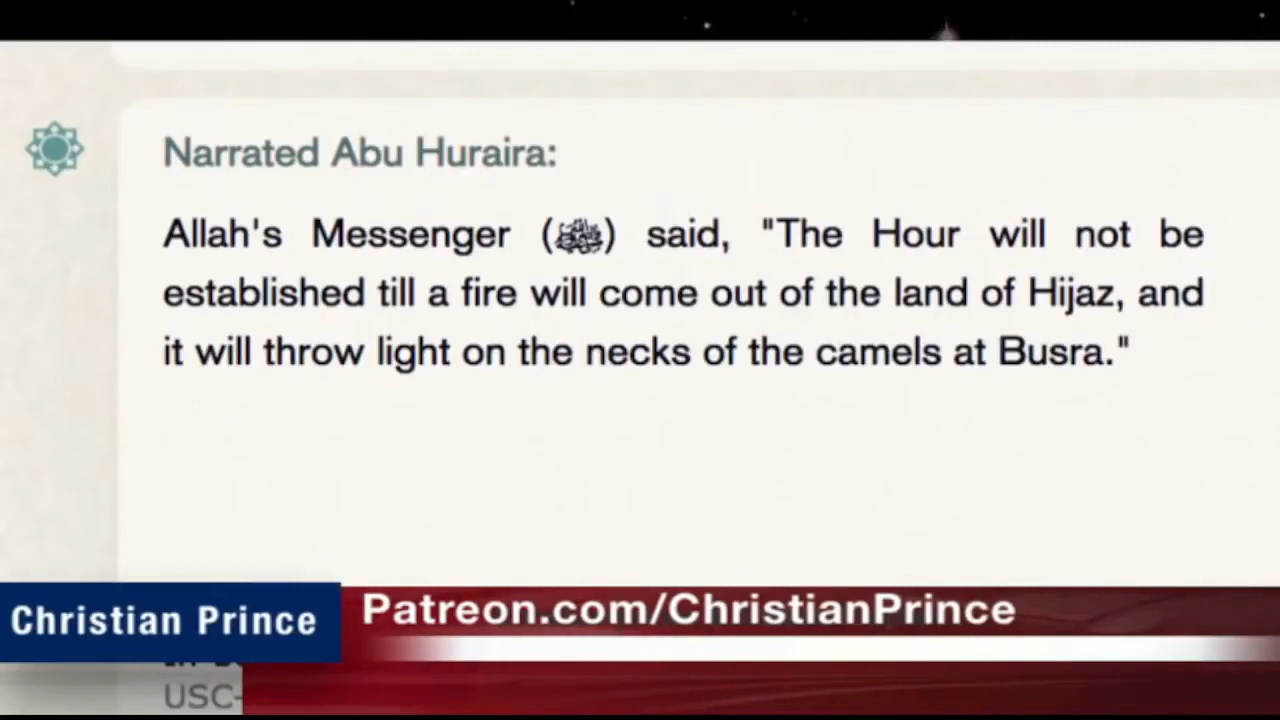 Narrated Abu Huraira:
Allah's Messenger (ﷺ) said, "The Hour will not be
established till a fire will come out of the land of Hijaz, and
it will throw light on the necks of the camels at Busra."
Christian Prince
Patreon.com/ChristianPrince
USC-